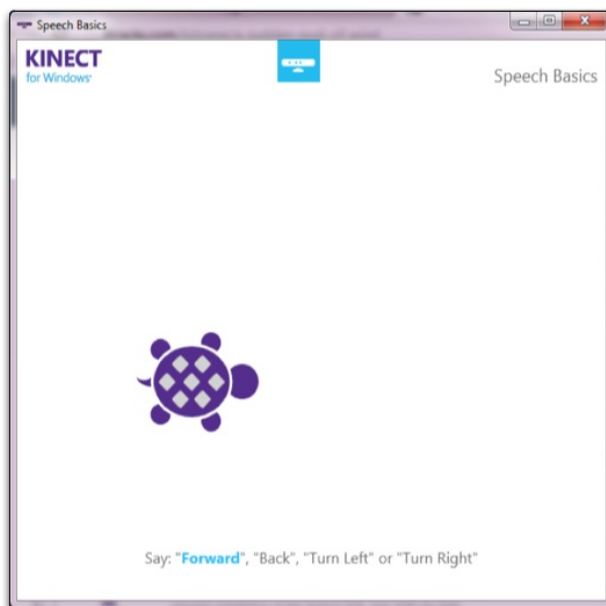 Speech Basics
KINECT
for Windows
Speech Basics
Say: "Forward", "Back", "Turn Left" or "Turn Right"